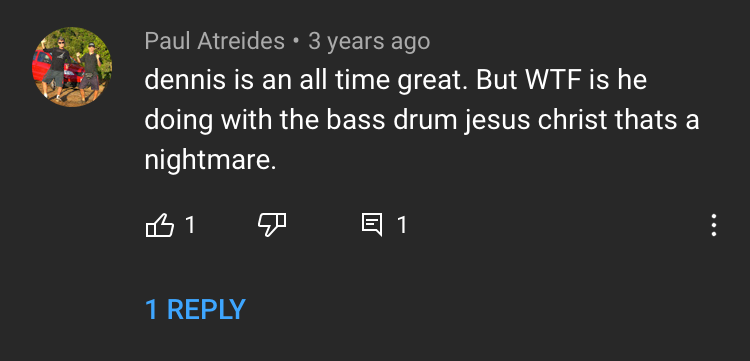 Paul Atreides • 3 years ago
dennis is an all time great. But WTF is he
doing with the bass drum jesus christ thats a
nightmare.
1
1
1 REPLY